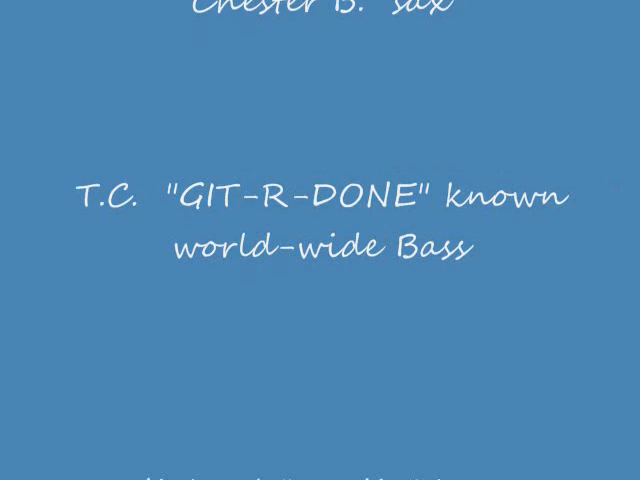 Chester B. sax
T.C. "GIT-R-DONE" known
world-wide Bass